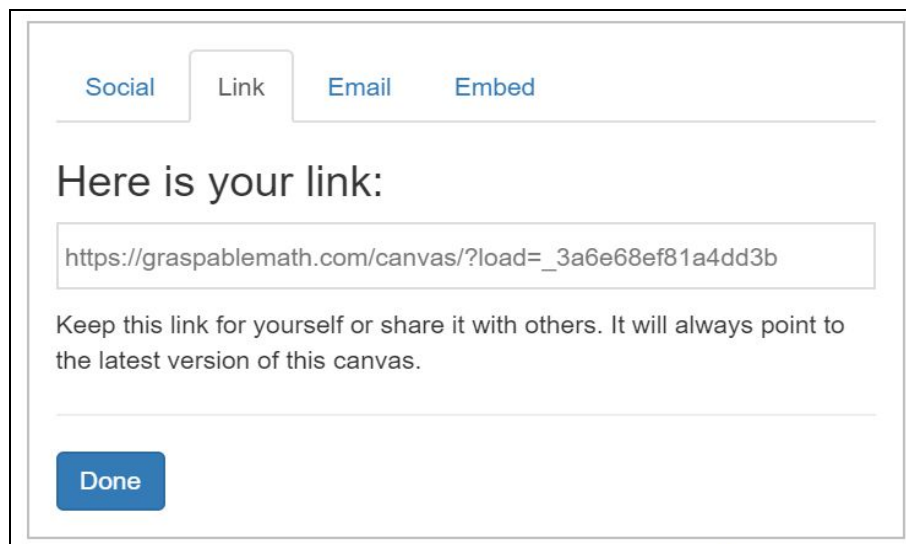 Social Link Email Embed
Here is your link:
https://graspablemath.com/canvas/?load=_3a6e68ef81a4dd3b
Keep this link for yourself or share it with others. It will always point to
the latest version of this canvas.
Done